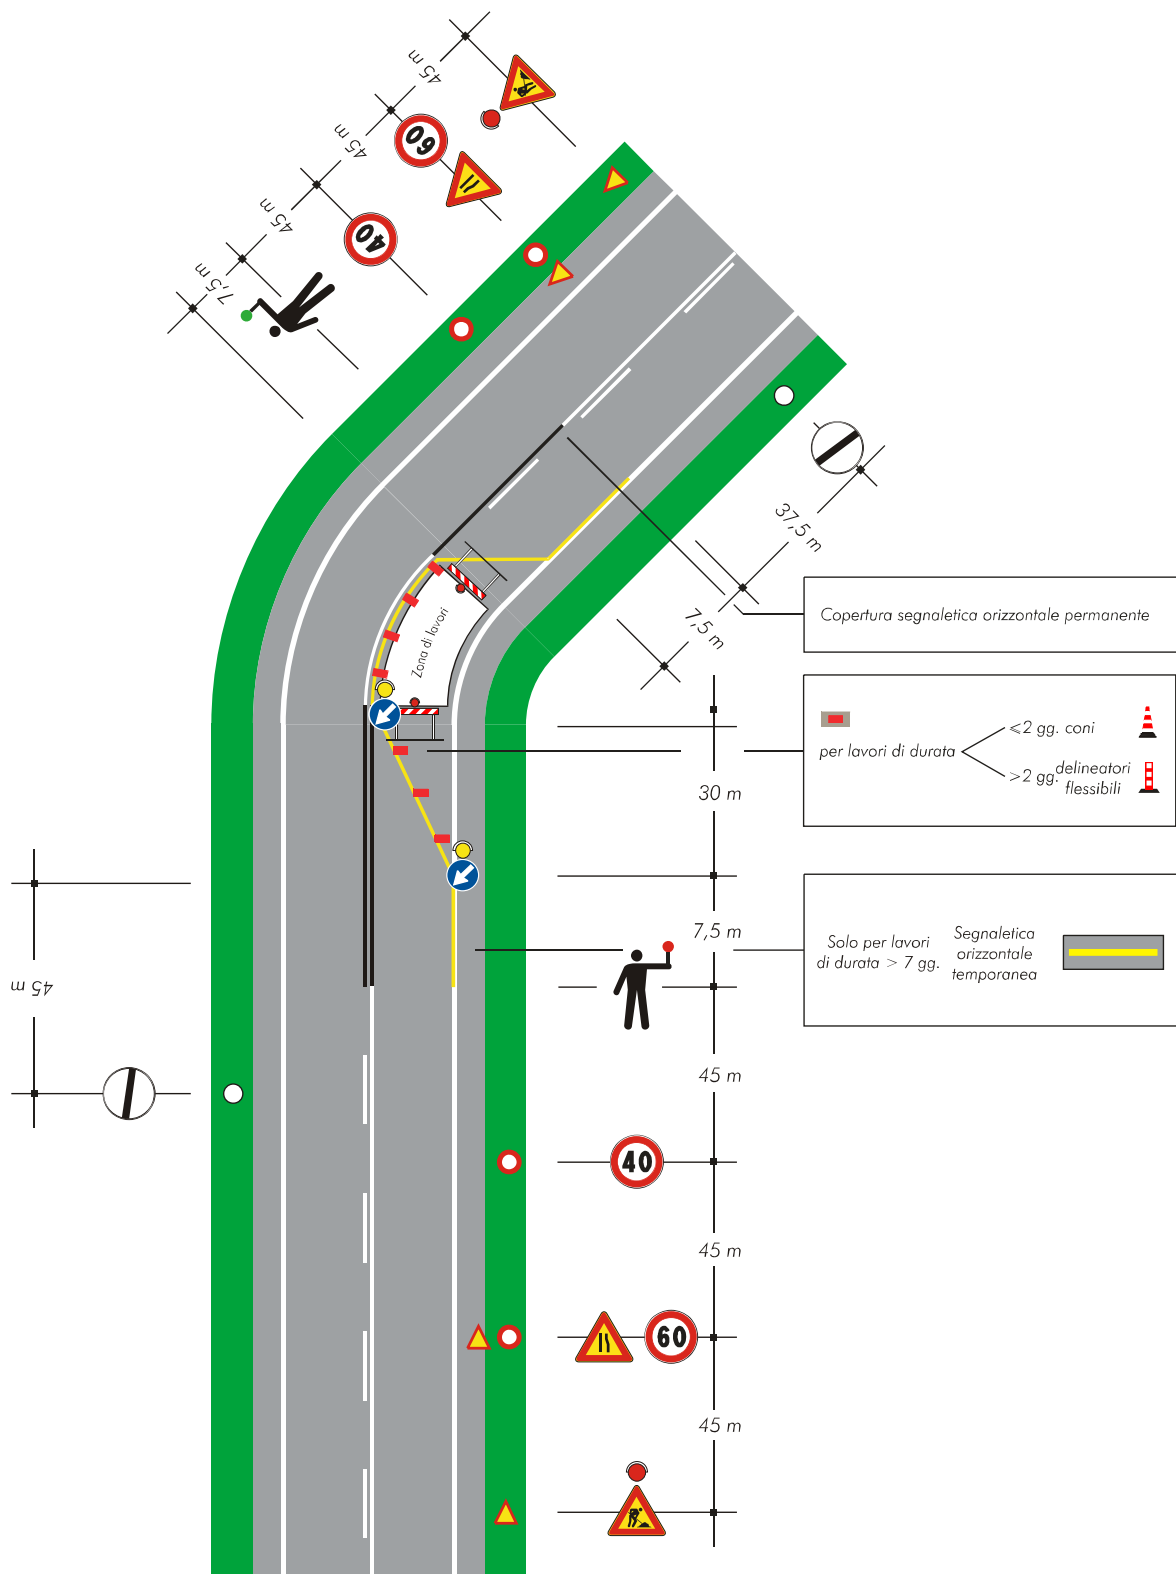 45 m
45 m
60
45 m
40
7,5 m
37,5 m
7,5 m
Copertura segnaletica orizzontale permanente
Zona di lavori
per lavori di durata
⩽2 gg. coni
>2 gg. delineatori
flessibili
30 m
7,5 m
Solo per lavori
di durata > 7 gg.
Segnaletica
orizzontale
temporanea
45 m
45 m
40
45 m
60
45 m